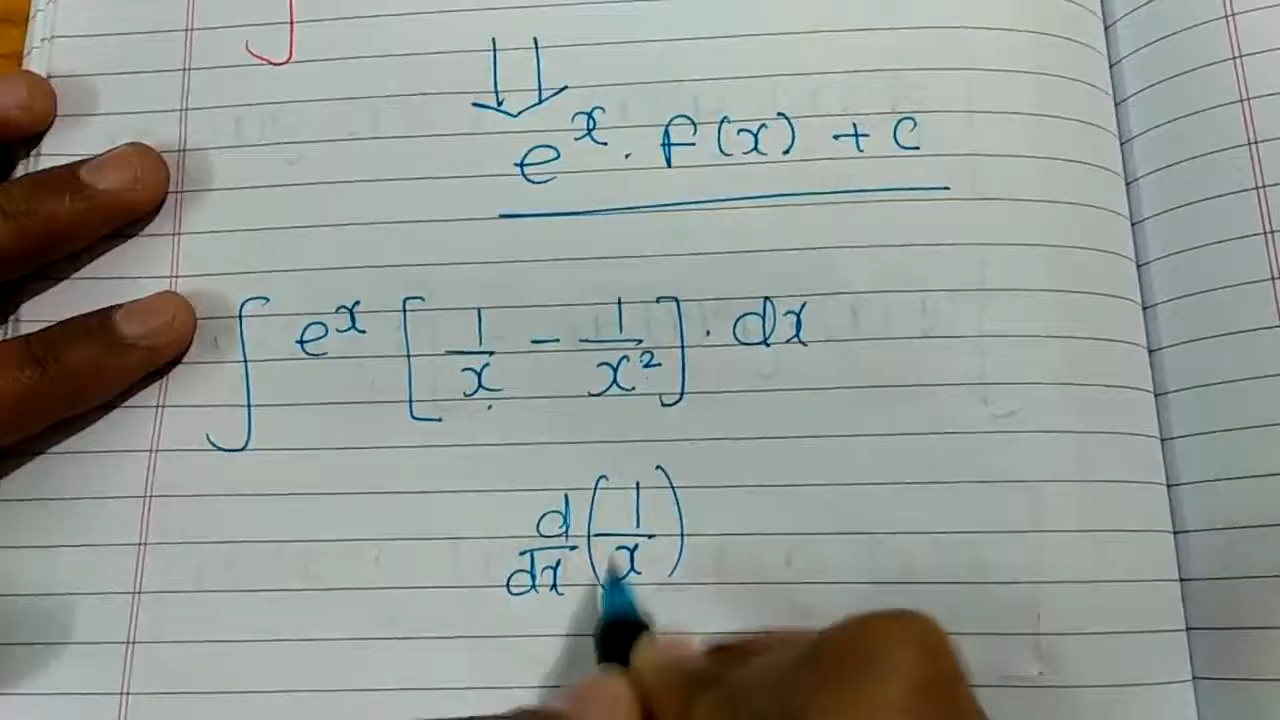 ∫
⇓
e^x . f(x) + c
∫ e^x [1/x - 1/x²] . dx
d/dx (1/x)